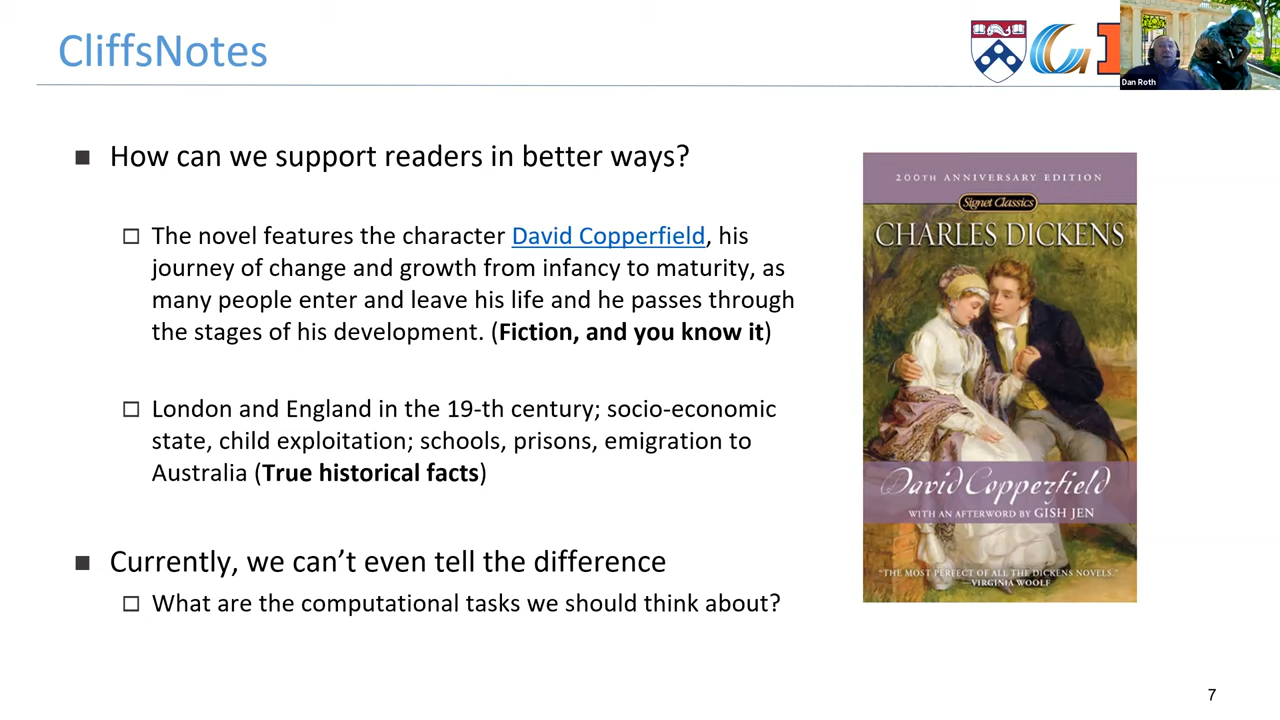 CliffsNotes
Dan Roth
■ How can we support readers in better ways?
□ The novel features the character David Copperfield, his
journey of change and growth from infancy to maturity, as
many people enter and leave his life and he passes through
the stages of his development. (Fiction, and you know it)
□ London and England in the 19-th century; socio-economic
state, child exploitation; schools, prisons, emigration to
Australia (True historical facts)
■ Currently, we can’t even tell the difference
□ What are the computational tasks we should think about?
200TH ANNIVERSARY EDITION
Signet Classics
CHARLES DICKENS
David Copperfield
WITH AN AFTERWORD BY GISH JEN
“THE MOST PERFECT OF ALL THE DICKENS NOVELS.”
—VIRGINIA WOOLF
7